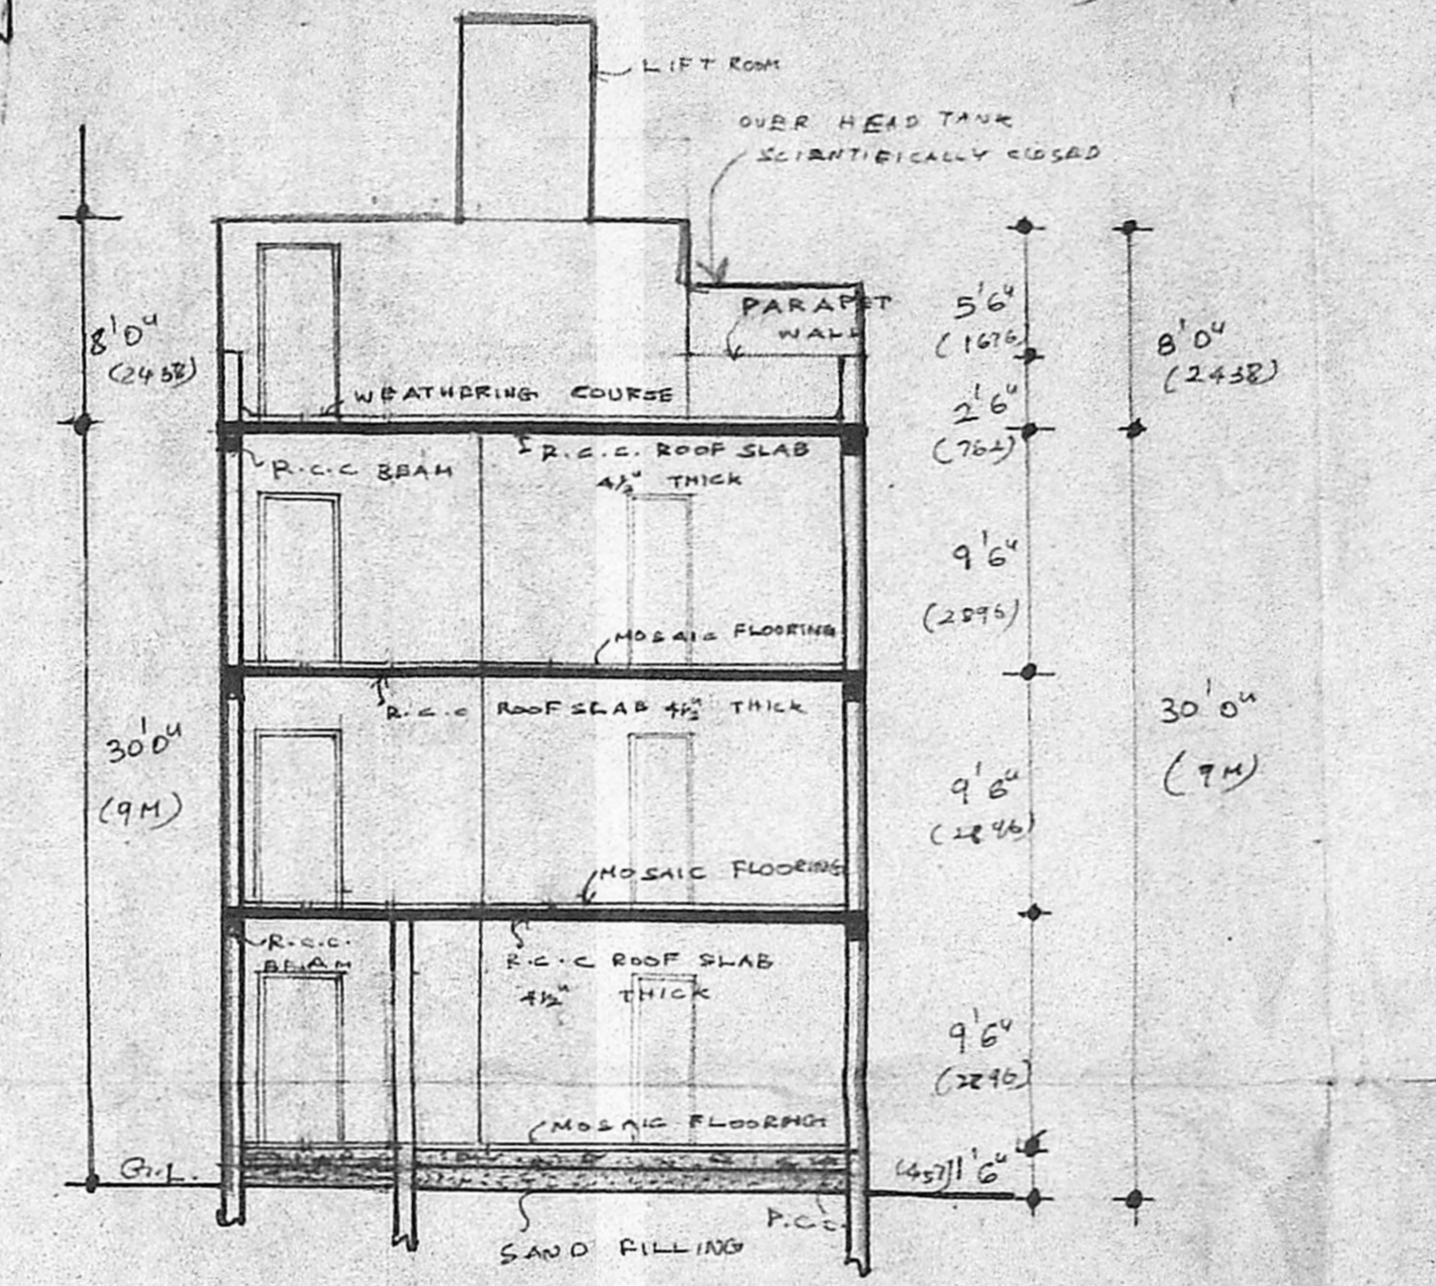 LIFT ROOM
OVER HEAD TANK
SCIENTIFICALLY CLOSED
PARAPET
WALL
5'6"
(1676
8'0"
(2438)
8'0"
(2438)
WEATHERING COURSE
2'6"
(762)
R.C.C BEAM
R.C.C. ROOF SLAB
4½" THICK
9'6"
(2896)
MOSAIC FLOORING
R.C.C ROOF SLAB 4½" THICK
30'0"
(9M)
30'0"
(9M)
9'6"
(2896)
MOSAIC FLOORING
R.C.C.
BEAM
R.C.C ROOF SLAB
4½" THICK
9'6"
MOSAIC FLOORING
G.L.
(457) 1'6"
P.C.C.
SAND FILLING